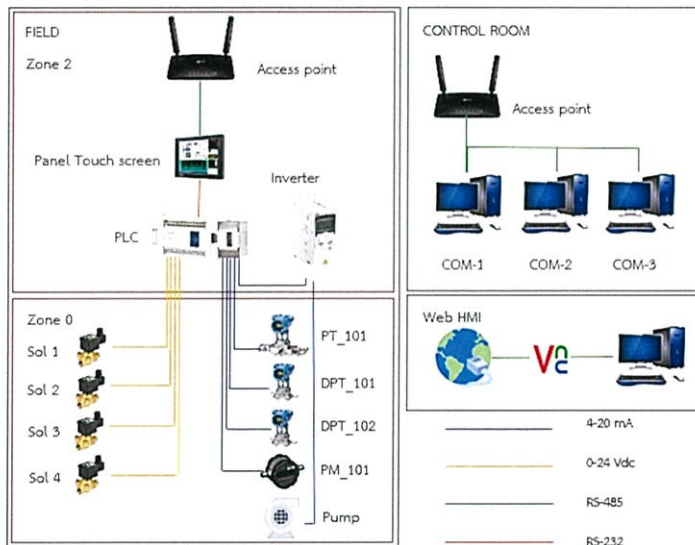 FIELD
Zone 2
Access point
Panel Touch screen
Inverter
PLC
Zone 0
Sol 1
Sol 2
Sol 3
Sol 4
PT_101
DPT_101
DPT_102
PM_101
Pump
CONTROL ROOM
Access point
COM-1
COM-2
COM-3
Web HMI
Vnc
4-20 mA
0-24 Vdc
RS-485
RS-232